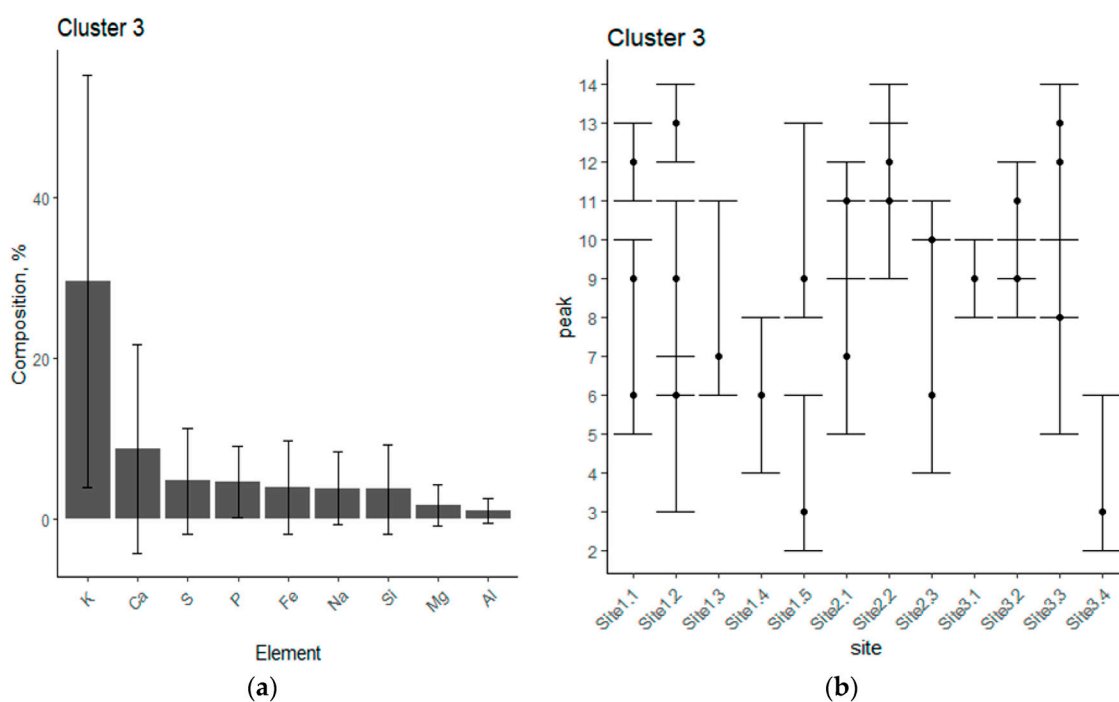 Cluster 3
Composition, %
40
20
0
K Ca S P Fe Na Si Mg Al
Element
(a)
Cluster 3
peak
14
13
12
11
10
9
8
7
6
5
4
3
2
Site1.1 Site1.2 Site1.3 Site1.4 Site1.5 Site2.1 Site2.2 Site2.3 Site3.1 Site3.2 Site3.3 Site3.4
site
(b)